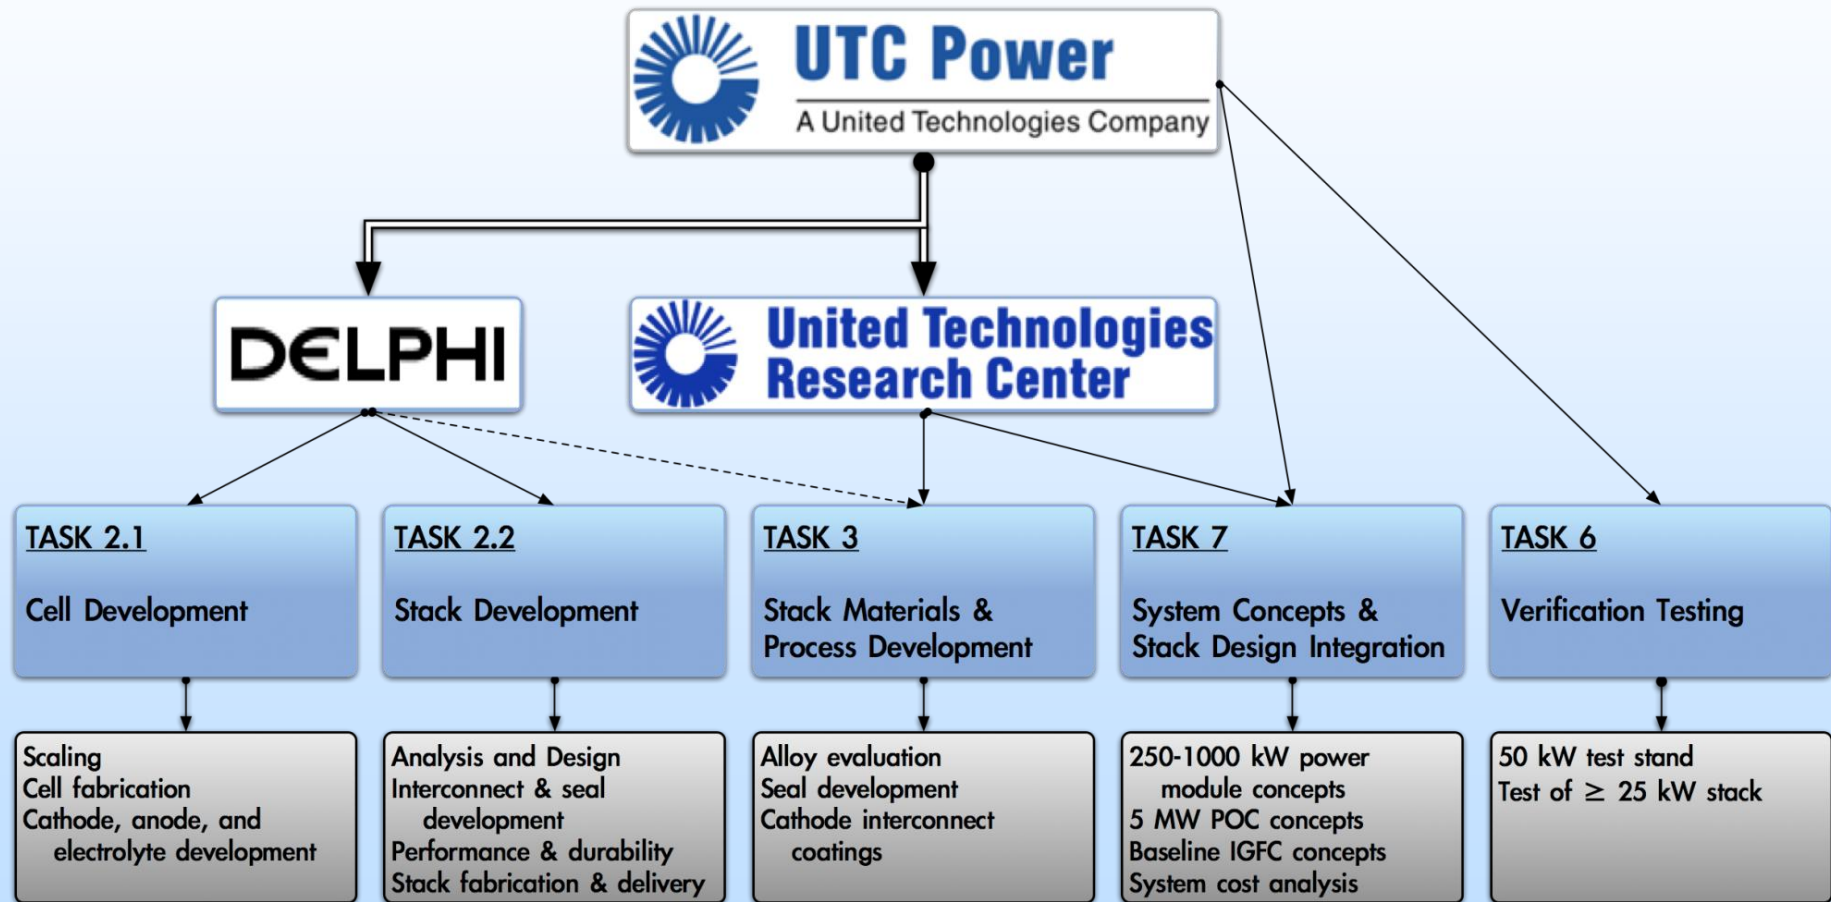 UTC Power
A United Technologies Company
DELPHI
United Technologies
Research Center
TASK 2.1
Cell Development
TASK 2.2
Stack Development
TASK 3
Stack Materials &
Process Development
TASK 7
System Concepts &
Stack Design Integration
TASK 6
Verification Testing
Scaling
Cell fabrication
Cathode, anode, and
electrolyte development
Analysis and Design
Interconnect & seal
development
Performance & durability
Stack fabrication & delivery
Alloy evaluation
Seal development
Cathode interconnect
coatings
250-1000 kW power
module concepts
5 MW POC concepts
Baseline IGFC concepts
System cost analysis
50 kW test stand
Test of ≥ 25 kW stack